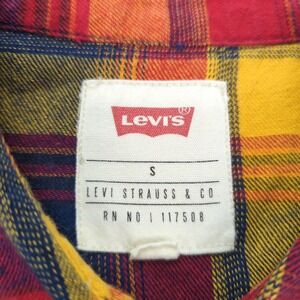 LEVI'S®
S
LEVI STRAUSS & CO
RN NO | 117508